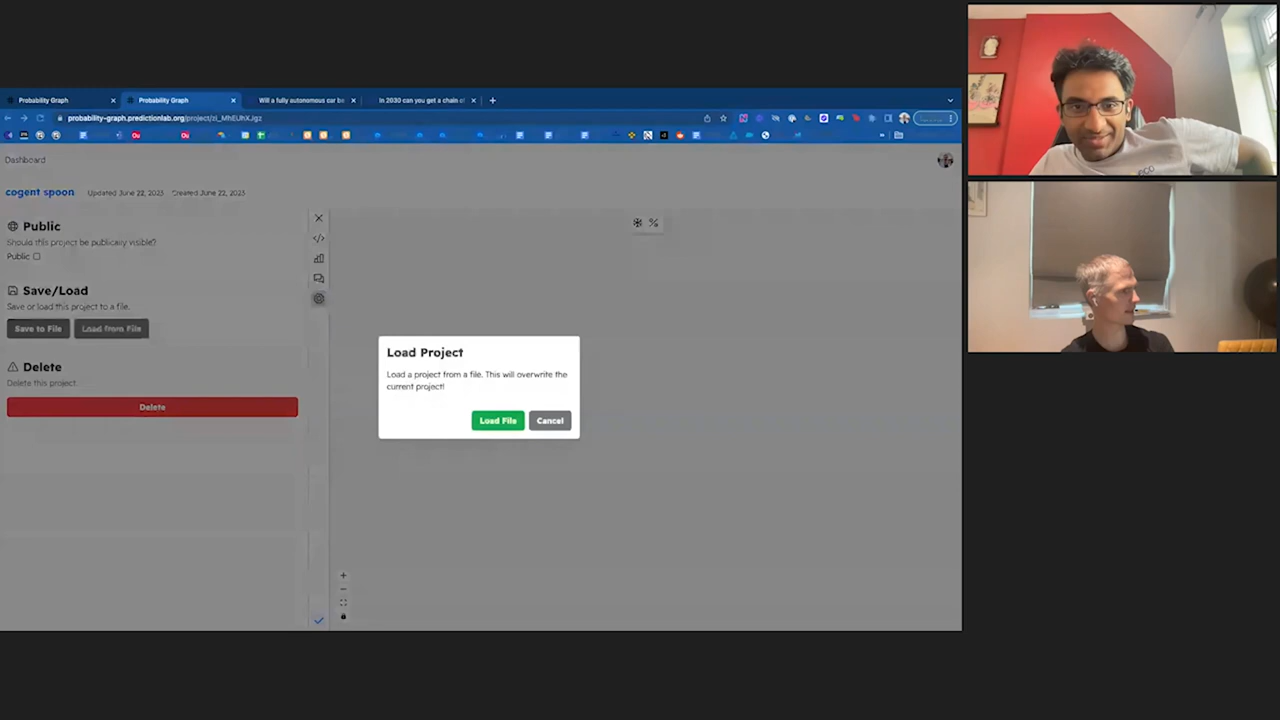 Probability Graph
Probability Graph
Will a fully autonomous car be
In 2030 can you get a chain of
probability-graph.predictionlab.org/project/zl_MhEUhXJgz
Dashboard
cogent spoon
Updated June 22, 2023
Created June 22, 2023
Public
Should this project be publically visible?
Public
Save/Load
Save or load this project to a file.
Save to File
Load from File
Delete
Delete this project.
Delete
Load Project
Load a project from a file. This will overwrite the
current project!
Load File
Cancel